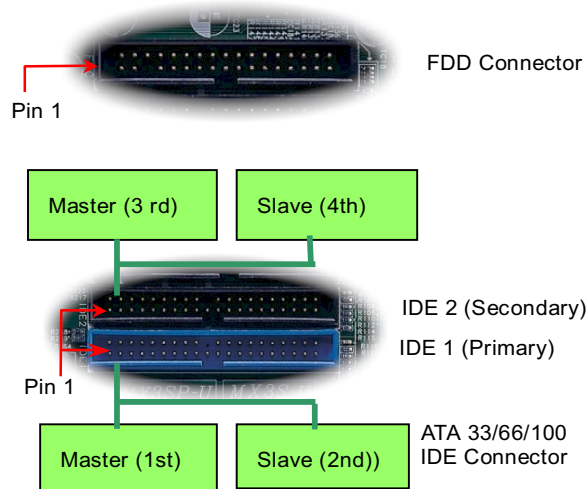 FDD Connector
Pin 1
Master (3 rd)
Slave (4th)
IDE 2 (Secondary)
IDE 1 (Primary)
Pin 1
Master (1st)
Slave (2nd))
ATA 33/66/100
IDE Connector